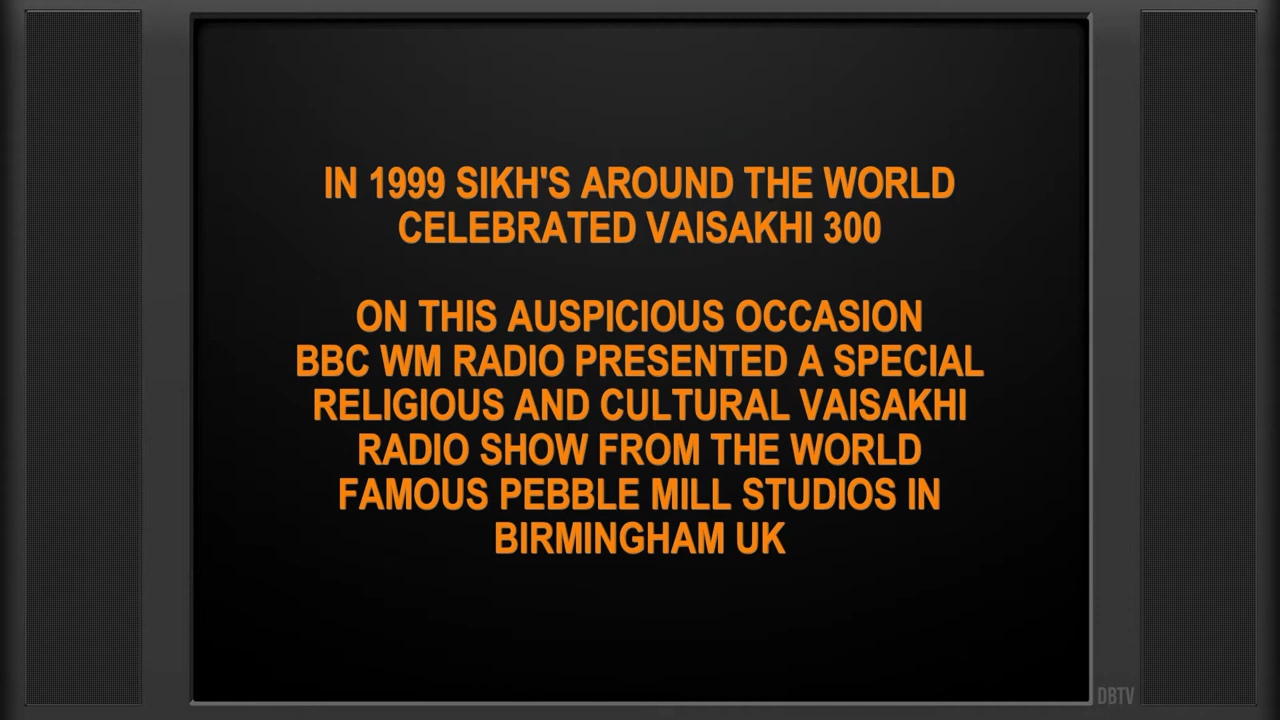 IN 1999 SIKH'S AROUND THE WORLD
CELEBRATED VAISAKHI 300
ON THIS AUSPICIOUS OCCASION
BBC WM RADIO PRESENTED A SPECIAL
RELIGIOUS AND CULTURAL VAISAKHI
RADIO SHOW FROM THE WORLD
FAMOUS PEBBLE MILL STUDIOS IN
BIRMINGHAM UK
DBTV